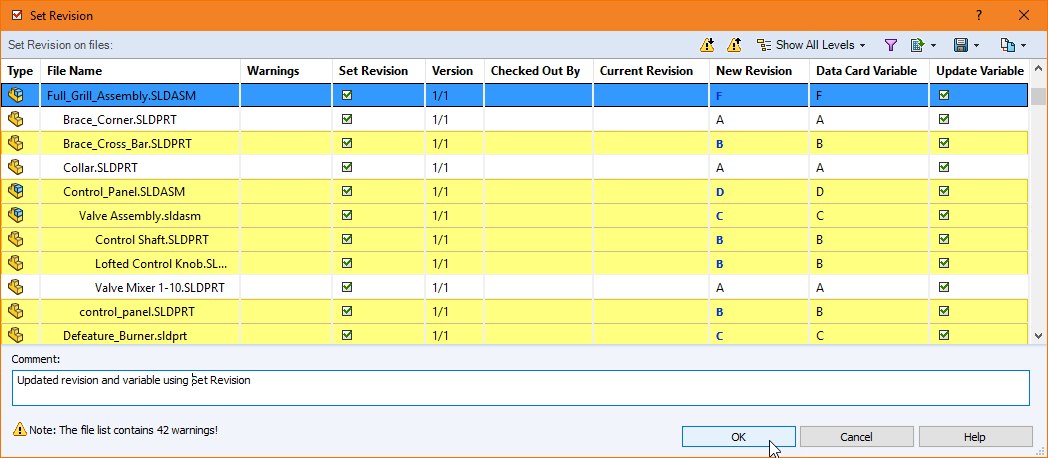 Set Revision
?
Set Revision on files: Show All Levels
Type File Name Warnings Set Revision Version Checked Out By Current Revision New Revision Data Card Variable Update Variable
Full_Grill_Assembly.SLDASM 1/1 F F
Brace_Corner.SLDPRT 1/1 A A
Brace_Cross_Bar.SLDPRT 1/1 B B
Collar.SLDPRT 1/1 A A
Control_Panel.SLDASM 1/1 D D
Valve Assembly.sldasm 1/1 C C
Control Shaft.SLDPRT 1/1 B B
Lofted Control Knob.SL... 1/1 B B
Valve Mixer 1-10.SLDPRT 1/1 A A
control_panel.SLDPRT 1/1 B B
Defeature_Burner.sldprt 1/1 C C
Comment:
Updated revision and variable using Set Revision
Note: The file list contains 42 warnings!
OK Cancel Help